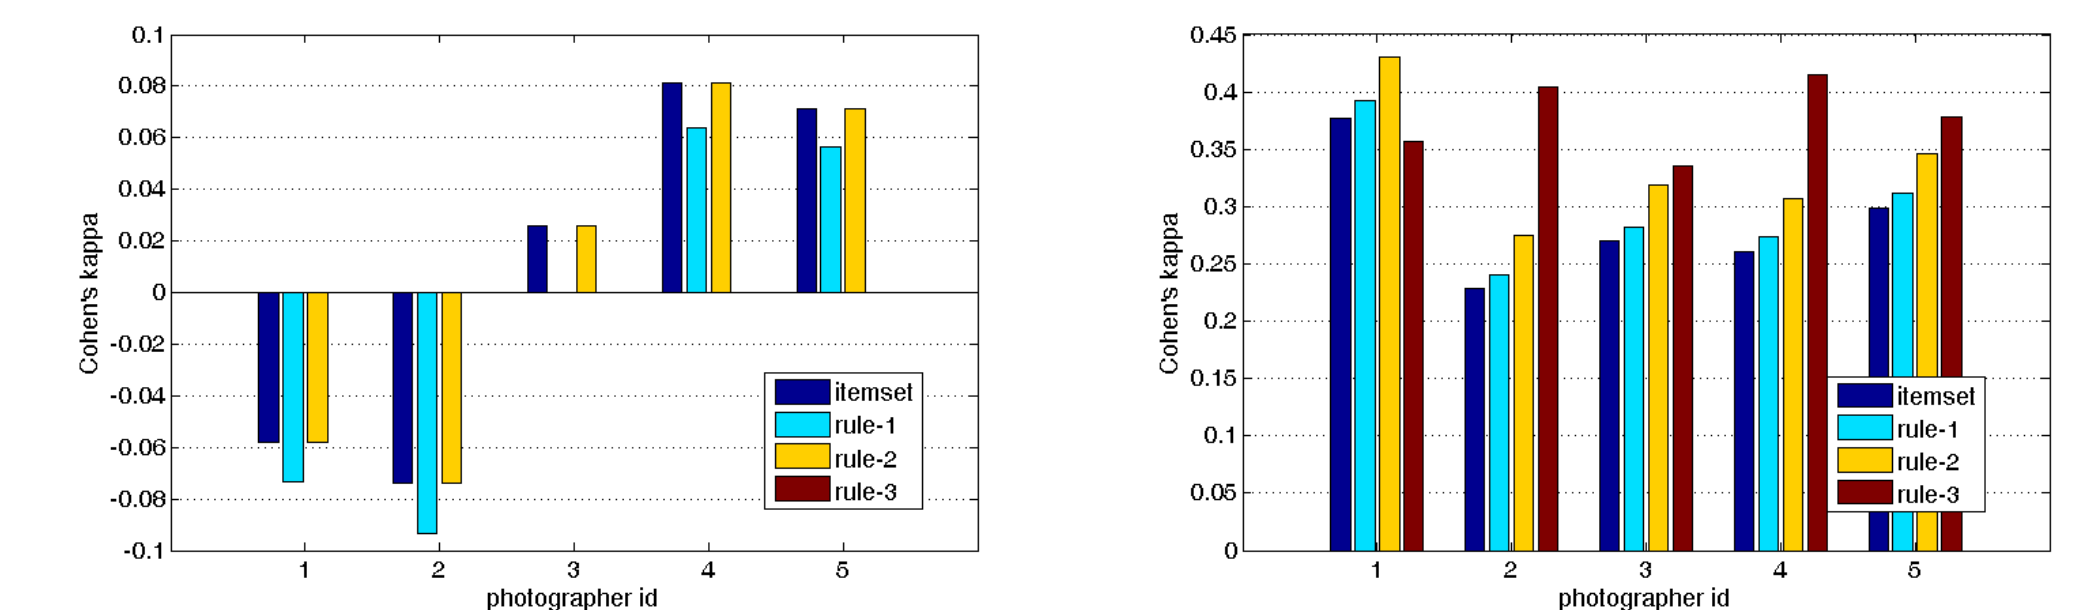 0.1
0.08
0.06
0.04
0.02
0
-0.02
-0.04
-0.06
-0.08
-0.1
Cohen's kappa
itemset
rule-1
rule-2
rule-3
1 2 3 4 5
photographer id
0.45
0.4
0.35
0.3
0.25
0.2
0.15
0.1
0.05
0
Cohen's kappa
itemset
rule-1
rule-2
rule-3
1 2 3 4 5
photographer id